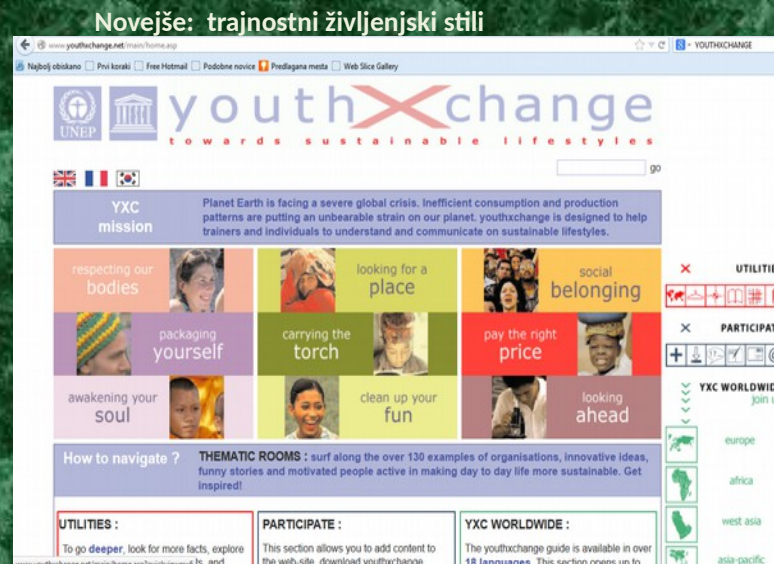 Novejše: trajnostni življenjski stili
www.youthxchange.net/main/home.asp
YOUTHXCHANGE
Najbolj obiskano Prvi koraki Free Hotmail Podobne novice Predlagana mesta Web Slice Gallery
UNEP
youthXchange
towards sustainable lifestyles
go
YXC mission
Planet Earth is facing a severe global crisis. Inefficient consumption and production
patterns are putting an unbearable strain on our planet. youthxchange is designed to help
trainers and individuals to understand and communicate on sustainable lifestyles.
respecting our
bodies
looking for a
place
social
belonging
packaging
yourself
carrying the
torch
pay the right
price
awakening your
soul
clean up your
fun
looking
ahead
How to navigate ?
THEMATIC ROOMS : surf along the over 130 examples of organisations, innovative ideas,
funny stories and motivated people active in making day to day life more sustainable. Get
inspired!
UTILITIES :
To go deeper, look for more facts, explore
PARTICIPATE :
This section allows you to add content to
the web-site, download youthxchange
YXC WORLDWIDE :
The youthxchange guide is available in over
18 languages. This section opens up to
UTILITIE
PARTICIPAT
YXC WORLDWID
join u
europe
africa
west asia
asia-pacific